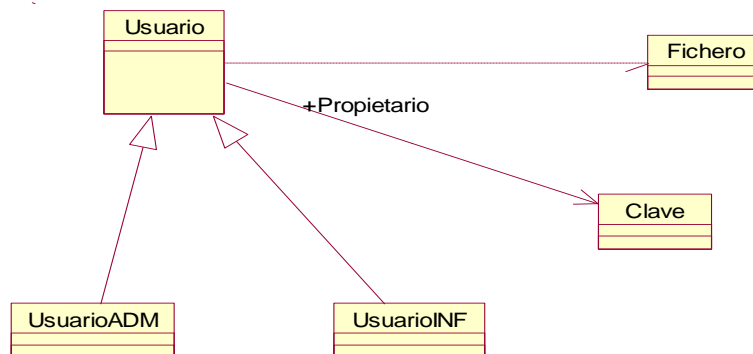 Usuario
Fichero
+Propietario
Clave
UsuarioADM
UsuarioINF